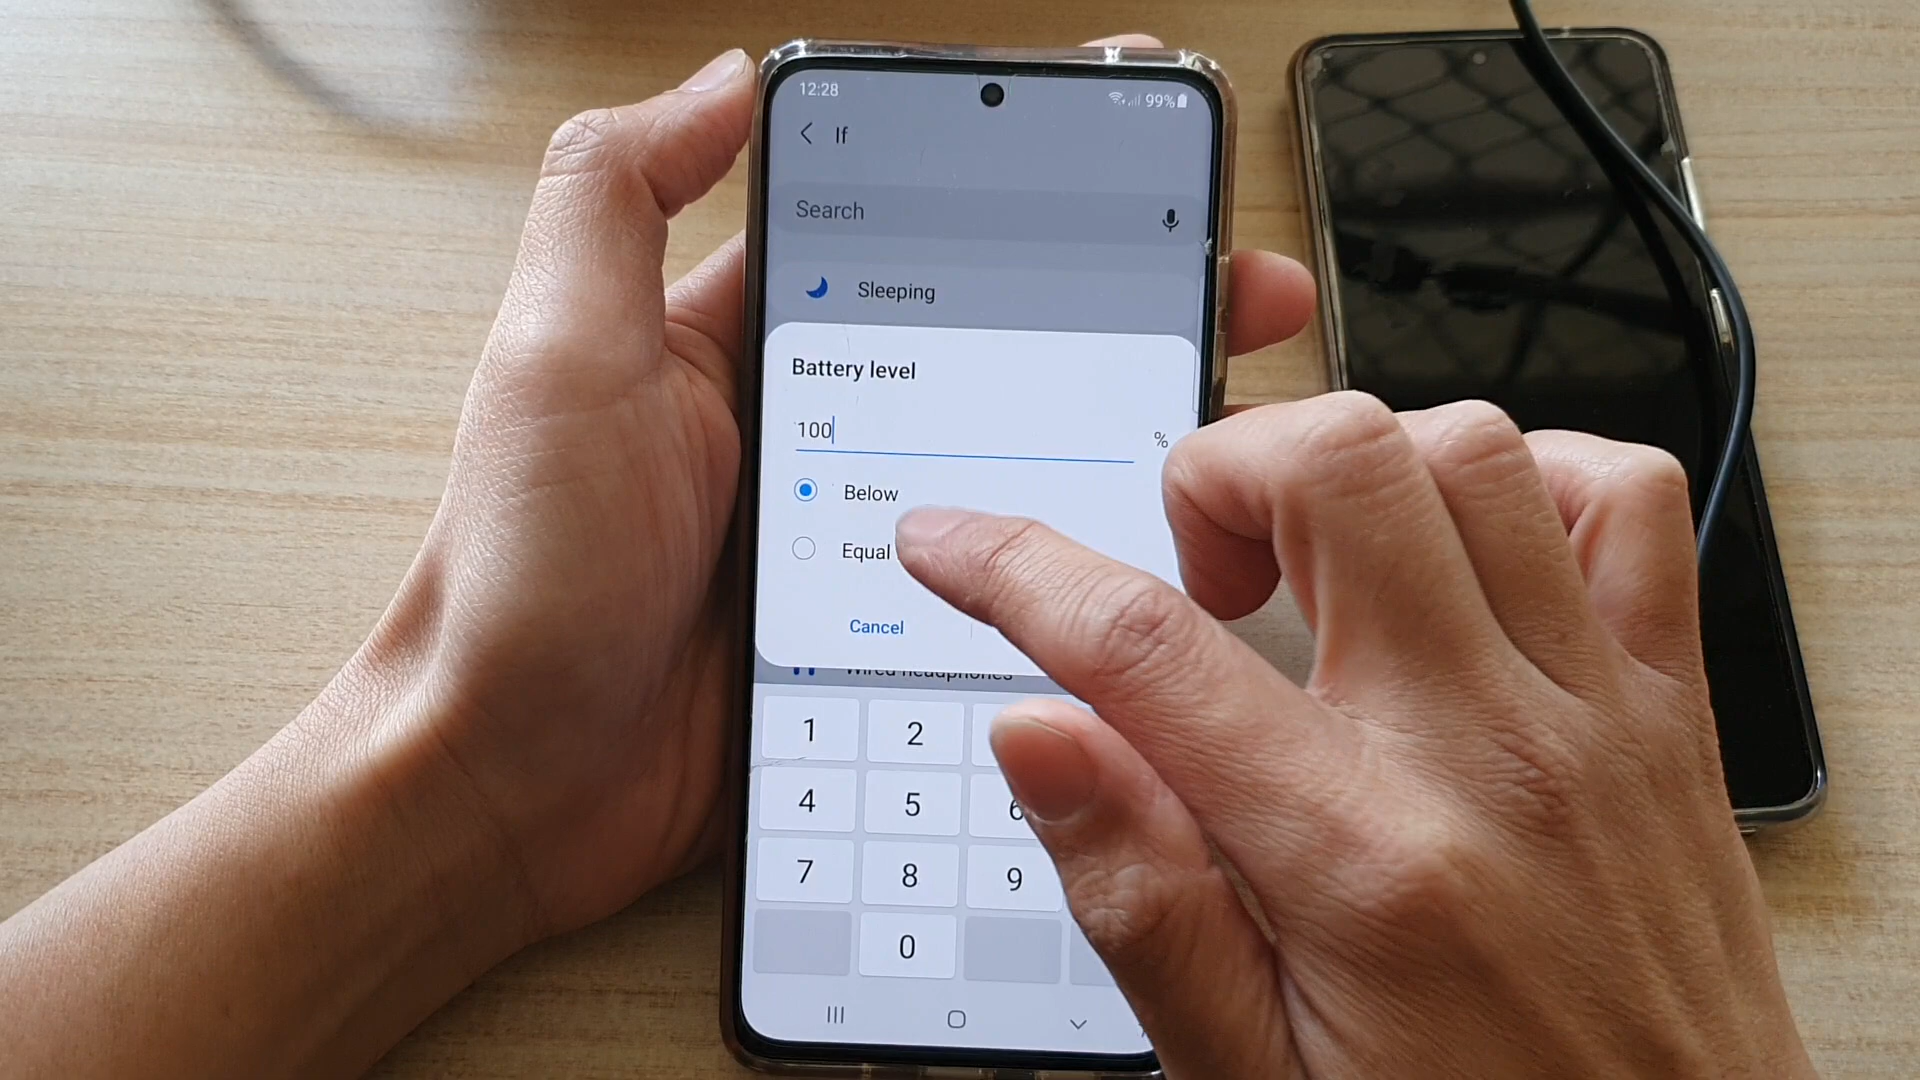 12:28
99%
If
Search
Sleeping
Battery level
100
%
Below
Equal
Cancel
Wired headphones
1 2
4 5 6
7 8 9
0